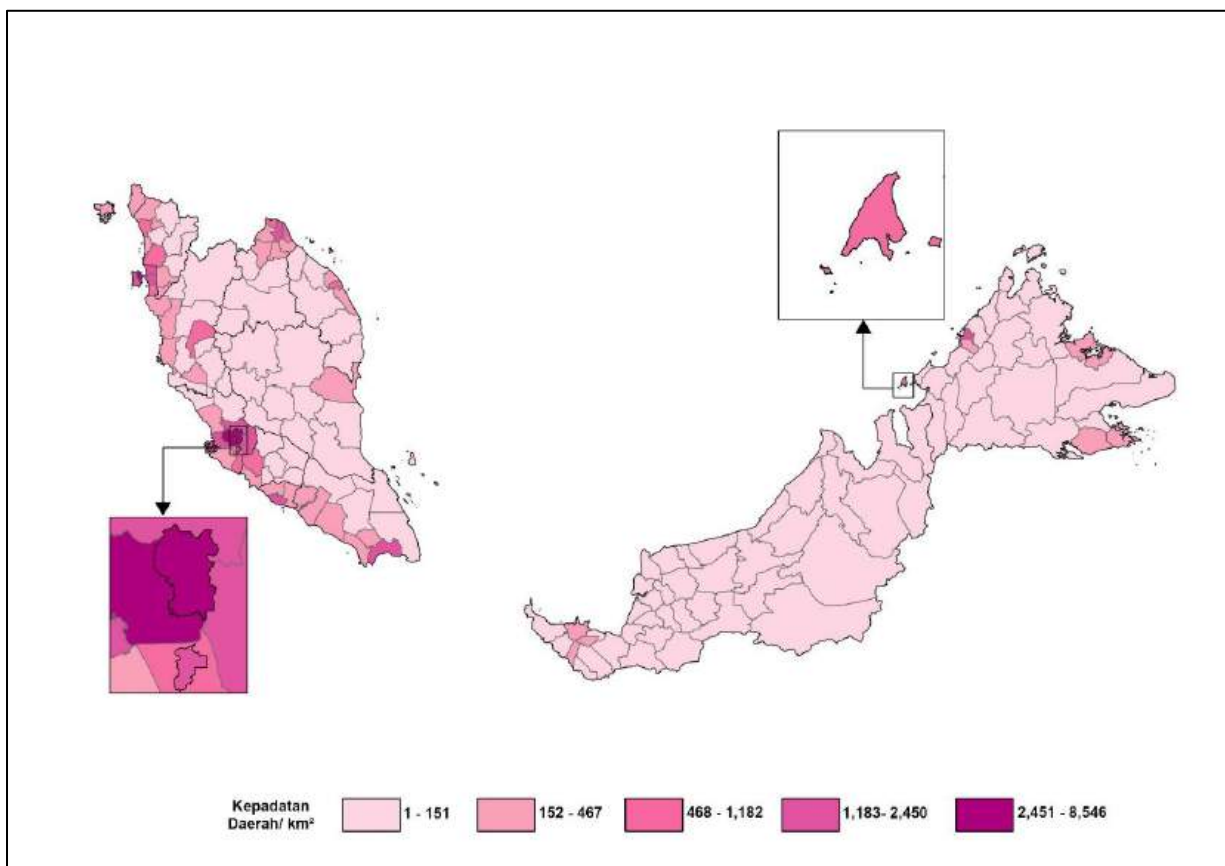 Kepadatan
Daerah/ km²
1 - 151
152 - 467
468 - 1,182
1,183- 2,450
2,451 - 8,546